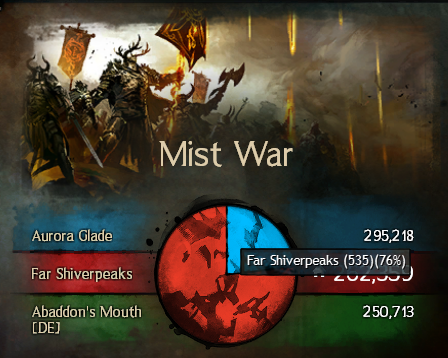 Mist War
Aurora Glade 295,218
Far Shiverpeaks (535)(76%)
Far Shiverpeaks
Abaddon's Mouth 250,713
[DE]